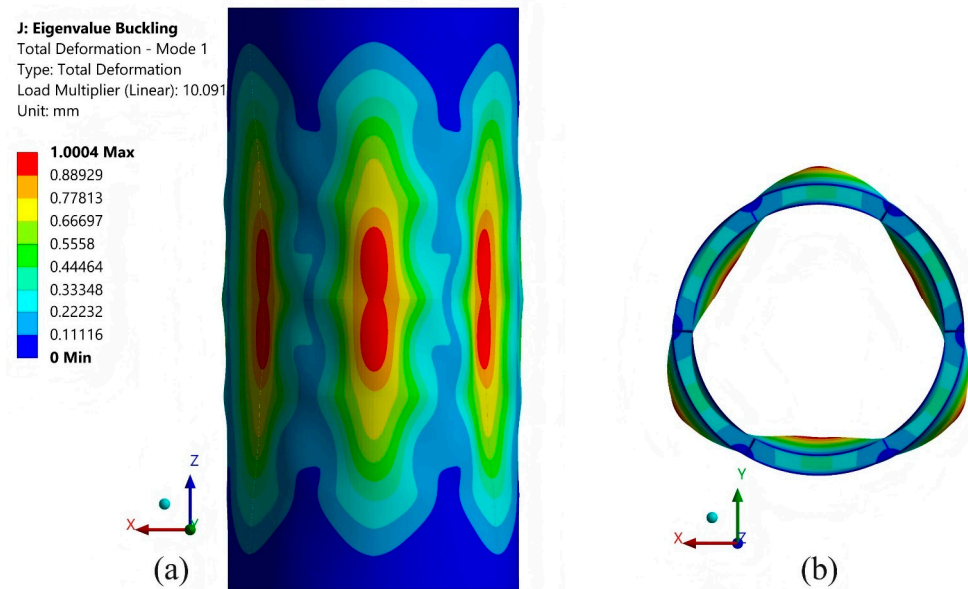 J: Eigenvalue Buckling
Total Deformation - Mode 1
Type: Total Deformation
Load Multiplier (Linear): 10.091
Unit: mm
1.0004 Max
0.88929
0.77813
0.66697
0.5558
0.44464
0.33348
0.22232
0.11116
0 Min
Z
X
Y
(a)
Y
X
Z
(b)